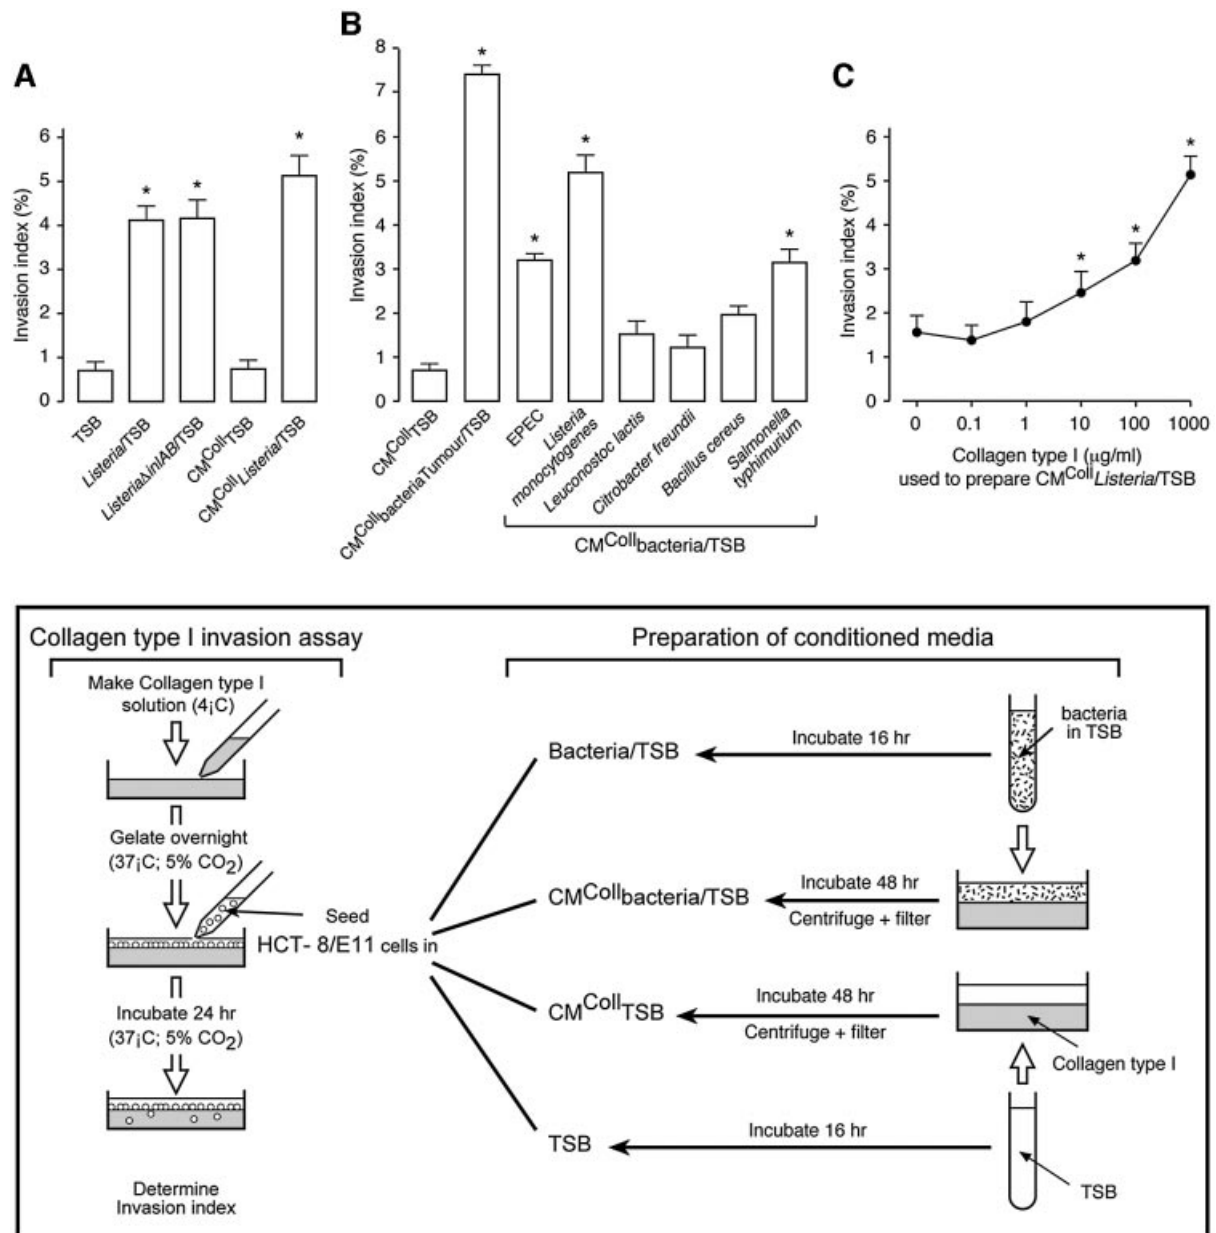 A
Invasion index (%)
6
5
4
3
2
1
0
*
*
*
TSB
Listeria/TSB
ListeriaΔinlAB/TSB
CMCollTSB
CMCollListeria/TSB
B
Invasion index (%)
8
7
6
5
4
3
2
1
0
*
*
*
*
CMCollTSB
CMCollbacteriaTumour/TSB
EPEC
Listeria
monocytogenes
Leuconostoc lactis
Citrobacter freundii
Bacillus cereus
Salmonella
typhimurium
CMCollbacteria/TSB
C
Invasion index (%)
6
5
4
3
2
1
0
*
*
*
0 0.1 1 10 100 1000
Collagen type I (μg/ml)
used to prepare CMCollListeria/TSB
Collagen type I invasion assay
Make Collagen type I
solution (4¡C)
Gelate overnight
(37¡C; 5% CO2)
Seed
HCT- 8/E11 cells in
Incubate 24 hr
(37¡C; 5% CO2)
Determine
Invasion index
Preparation of conditioned media
Bacteria/TSB
Incubate 16 hr
bacteria
in TSB
CMCollbacteria/TSB
Incubate 48 hr
Centrifuge + filter
CMCollTSB
Incubate 48 hr
Centrifuge + filter
Collagen type I
TSB
Incubate 16 hr
TSB